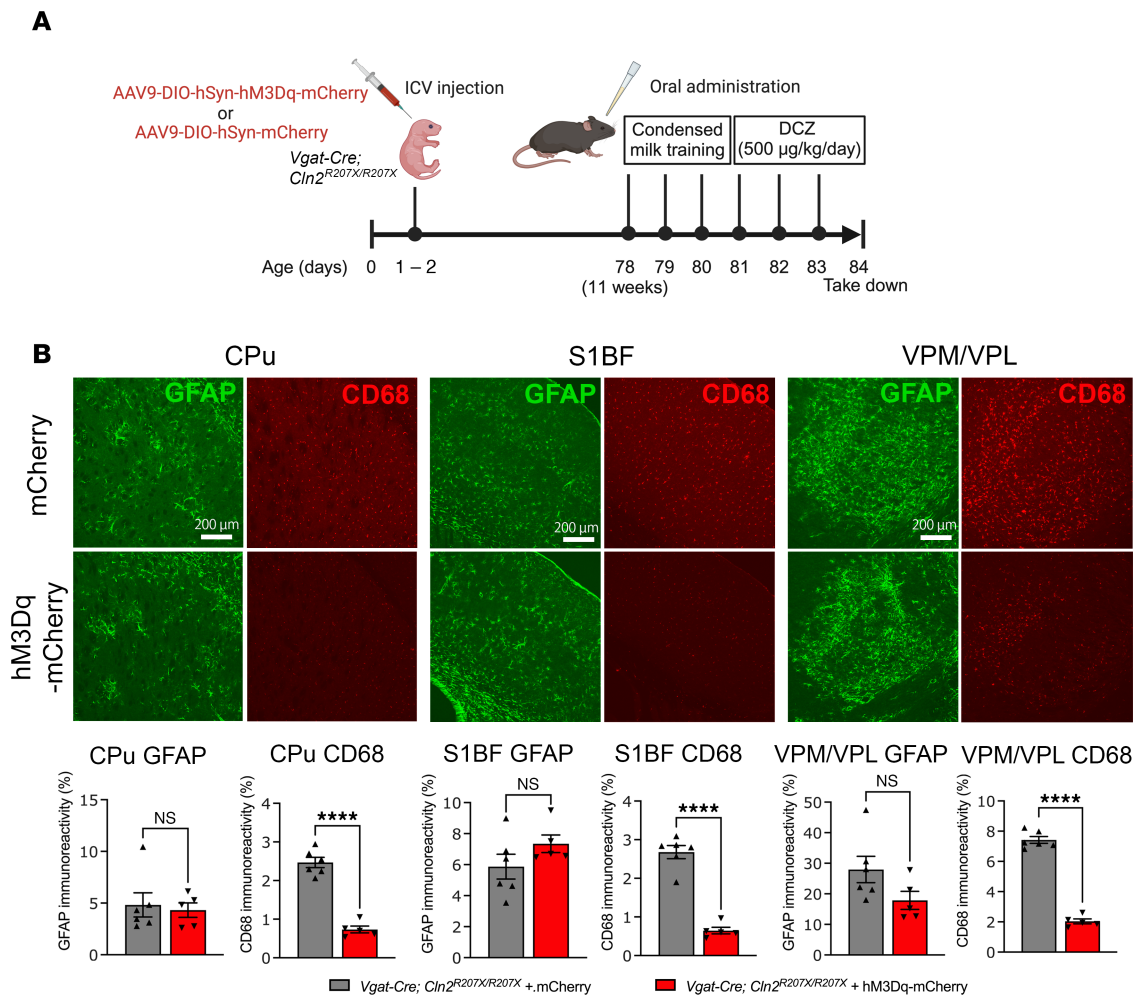 A
AAV9-DIO-hSyn-hM3Dq-mCherry
or
AAV9-DIO-hSyn-mCherry
Vgat-Cre;
Cln2R207X/R207X
ICV injection
Oral administration
Condensed
milk training
DCZ
(500 µg/kg/day)
Age (days) 0 1 – 2 78 79 80 81 82 83 84
(11 weeks) Take down
B
CPu S1BF VPM/VPL
mCherry
GFAP CD68 GFAP CD68 GFAP CD68
200 µm 200 µm 200 µm
hM3Dq
-mCherry
CPu GFAP
GFAP immunoreactivity (%)
15
10
5
0
NS
CPu CD68
CD68 immunoreactivity (%)
4
3
2
1
0
****
S1BF GFAP
GFAP immunoreactivity (%)
10
8
6
4
2
0
NS
S1BF CD68
CD68 immunoreactivity (%)
4
3
2
1
0
****
VPM/VPL GFAP
GFAP immunoreactivity (%)
50
40
30
20
10
0
NS
VPM/VPL CD68
CD68 immunoreactivity (%)
10
8
6
4
2
0
****
Vgat-Cre; Cln2R207X/R207X +.mCherry
Vgat-Cre; Cln2R207X/R207X + hM3Dq-mCherry